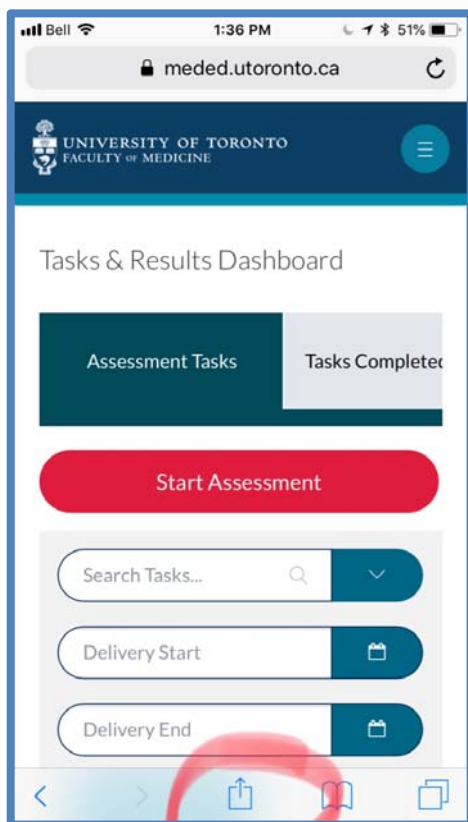 Bell 1:36 PM 51%
meded.utoronto.ca
UNIVERSITY OF TORONTO
FACULTY OF MEDICINE
Tasks & Results Dashboard
Assessment Tasks Tasks Completed
Start Assessment
Search Tasks...
Delivery Start
Delivery End